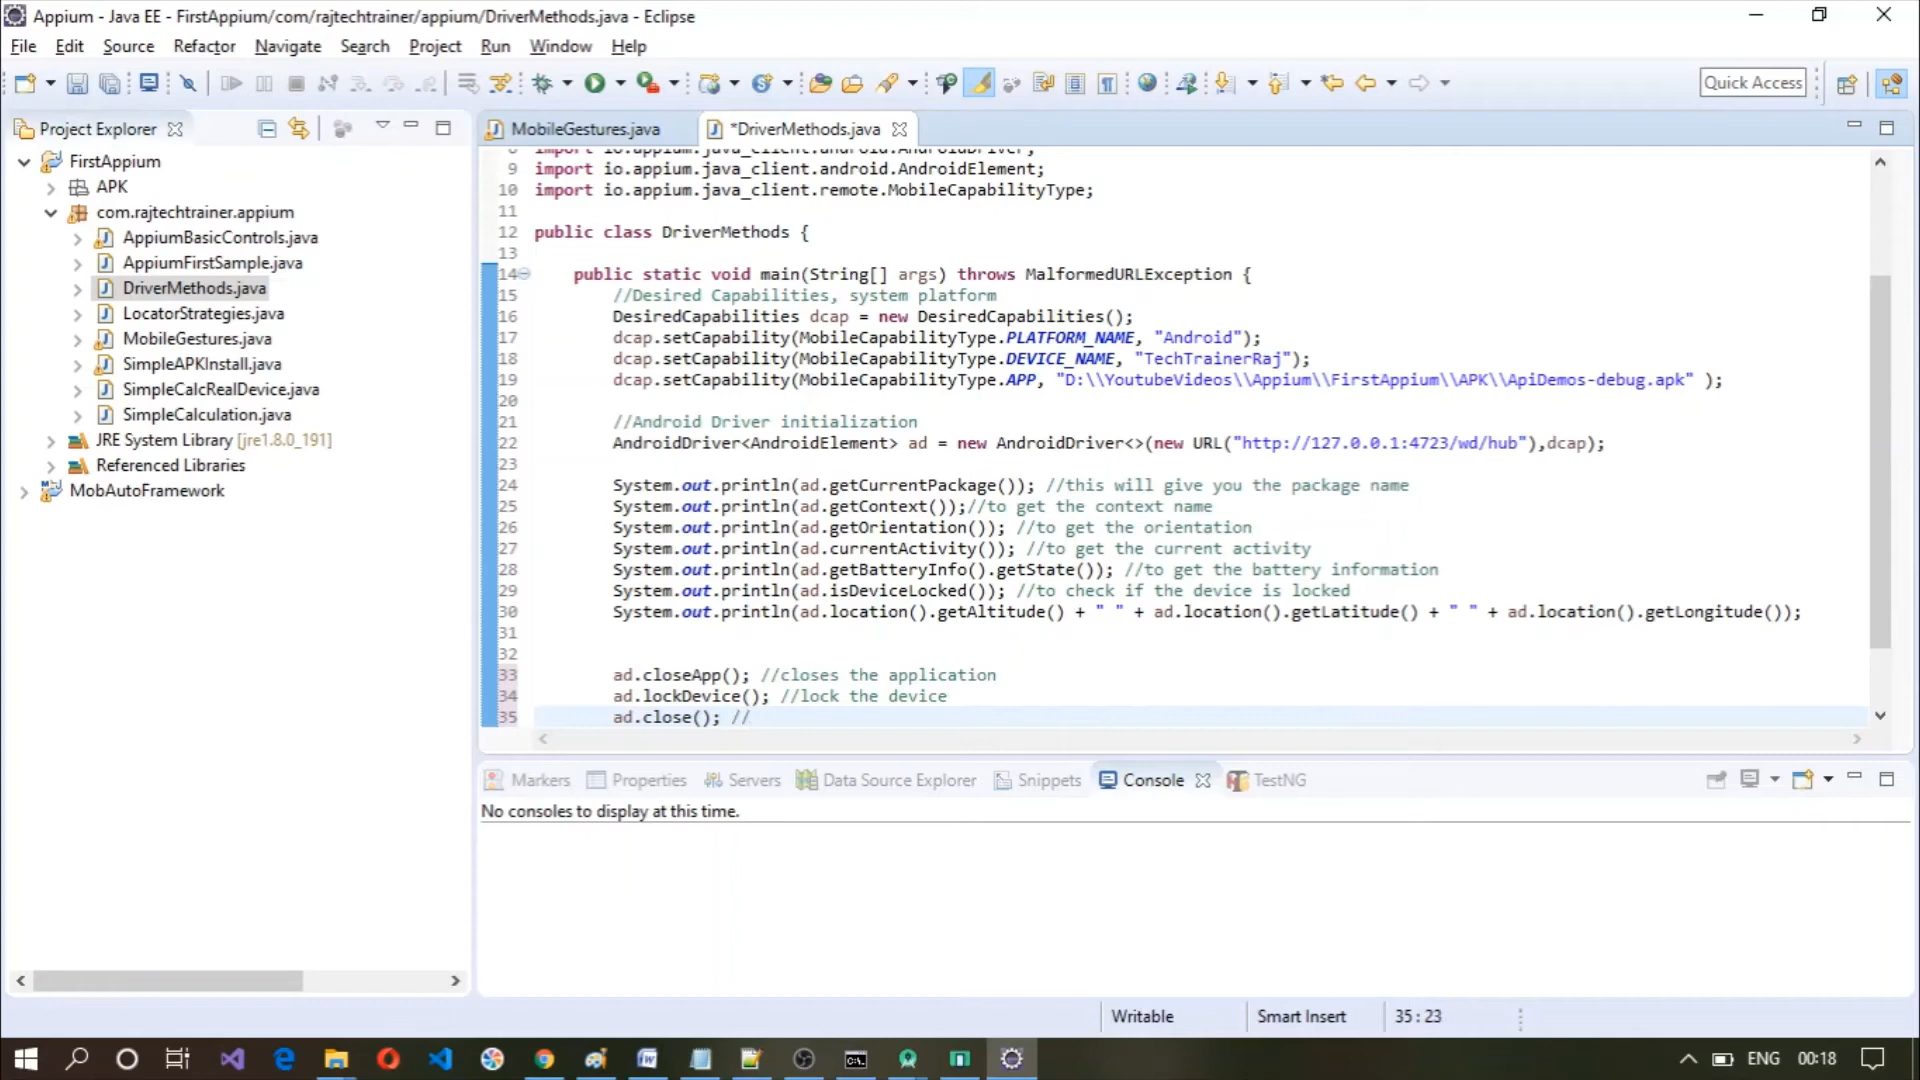 Appium - Java EE - FirstAppium/com/rajtechtrainer/appium/DriverMethods.java - Eclipse
File Edit Source Refactor Navigate Search Project Run Window Help
Quick Access
Project Explorer
FirstAppium
APK
com.rajtechtrainer.appium
AppiumBasicControls.java
AppiumFirstSample.java
DriverMethods.java
LocatorStrategies.java
MobileGestures.java
SimpleAPKInstall.java
SimpleCalcRealDevice.java
SimpleCalculation.java
JRE System Library [jre1.8.0_191]
Referenced Libraries
MobAutoFramework
MobileGestures.java *DriverMethods.java
8 import io.appium.java_client.android.AndroidDriver;
9 import io.appium.java_client.android.AndroidElement;
10 import io.appium.java_client.remote.MobileCapabilityType;
11
12 public class DriverMethods {
13
14 public static void main(String[] args) throws MalformedURLException {
15 //Desired Capabilities, system platform
16 DesiredCapabilities dcap = new DesiredCapabilities();
17 dcap.setCapability(MobileCapabilityType.PLATFORM_NAME, "Android");
18 dcap.setCapability(MobileCapabilityType.DEVICE_NAME, "TechTrainerRaj");
19 dcap.setCapability(MobileCapabilityType.APP, "D:\\YoutubeVideos\\Appium\\FirstAppium\\APK\\ApiDemos-debug.apk" );
20
21 //Android Driver initialization
22 AndroidDriver<AndroidElement> ad = new AndroidDriver<>(new URL("http://127.0.0.1:4723/wd/hub"),dcap);
23
24 System.out.println(ad.getCurrentPackage()); //this will give you the package name
25 System.out.println(ad.getContext());//to get the context name
26 System.out.println(ad.getOrientation()); //to get the orientation
27 System.out.println(ad.currentActivity()); //to get the current activity
28 System.out.println(ad.getBatteryInfo().getState()); //to get the battery information
29 System.out.println(ad.isDeviceLocked()); //to check if the device is locked
30 System.out.println(ad.location().getAltitude() + " " + ad.location().getLatitude() + " " + ad.location().getLongitude());
31
32
33 ad.closeApp(); //closes the application
34 ad.lockDevice(); //lock the device
35 ad.close(); //
Markers Properties Servers Data Source Explorer Snippets Console TestNG
No consoles to display at this time.
Writable Smart Insert 35 : 23
ENG 00:18